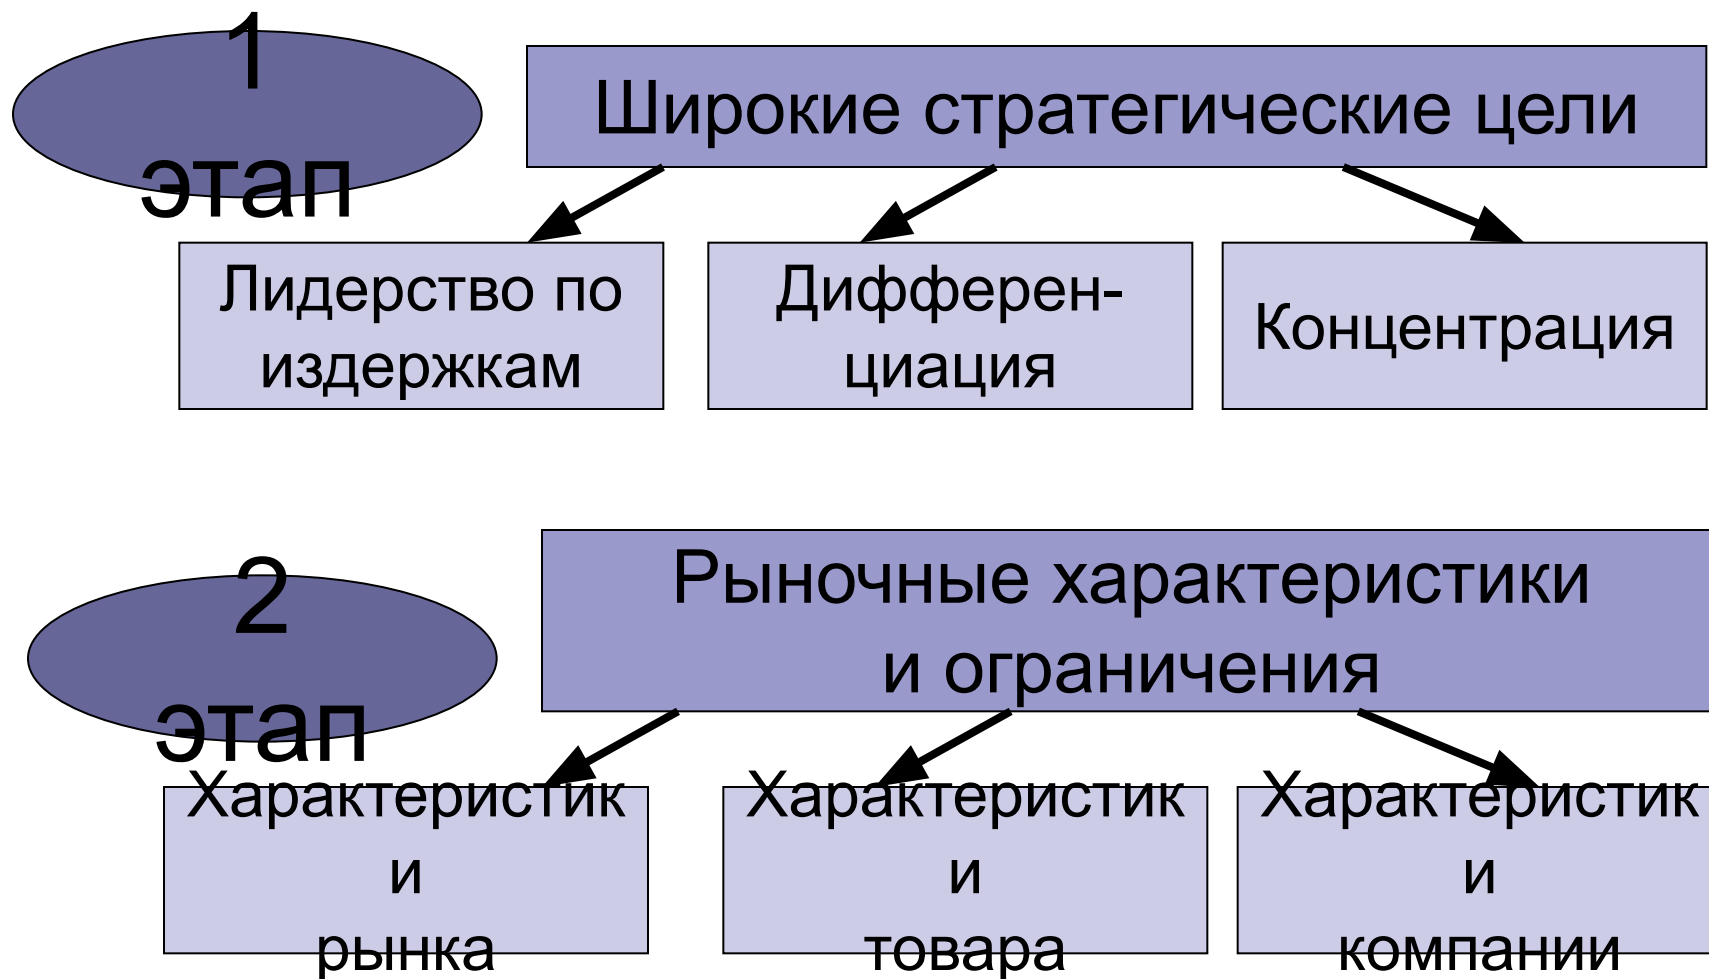 1
этап
Широкие стратегические цели
Лидерство по
издержкам
Дифферен-
циация
Концентрация
2
этап
Рыночные характеристики
и ограничения
Характеристик
и
рынка
Характеристик
и
товара
Характеристик
и
компании